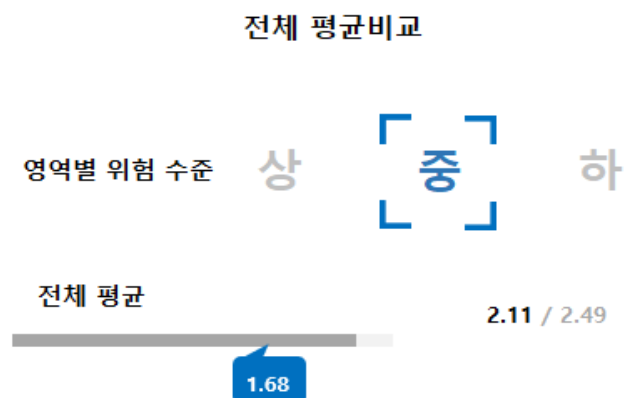 전체 평균비교
영역별 위험 수준 상 중 하
전체 평균
2.11 / 2.49
1.68